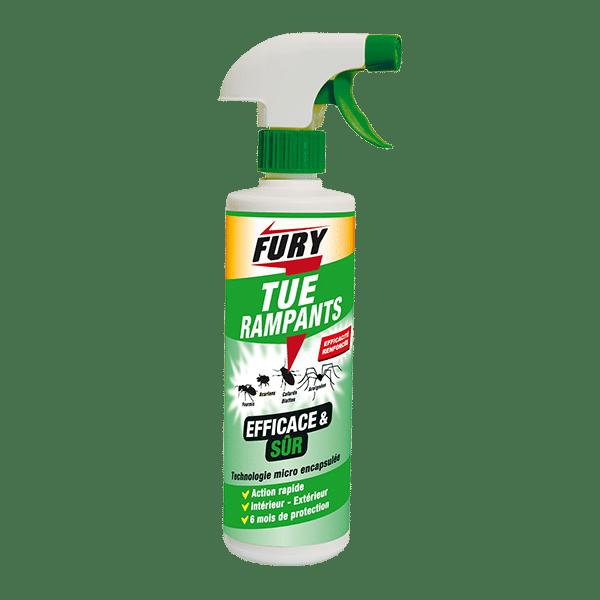 FURY
TUE
RAMPANTS
EFFICACITÉ
RENFORCÉE
Fourmis
Acariens
Cafards
Blattes
Araignées
EFFICACE &
SÛR
Technologie micro encapsulée
Action rapide
Intérieur - Extérieur
6 mois de protection